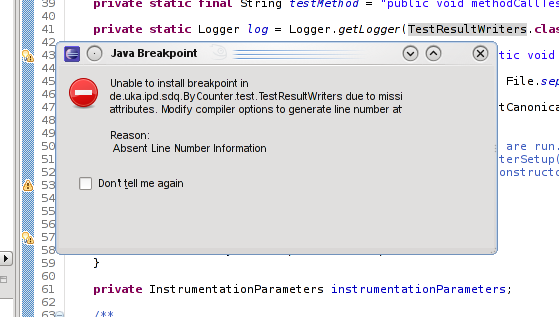 39 private static final String testMethod = "public void methodCallTes
40
41 private static Logger log = Logger.getLogger(TestResultWriters.clas
42
Java Breakpoint
43 tic void
44
45 File.sep
46
47 tCanonica
48
49
Unable to install breakpoint in
de.uka.ipd.sdq.ByCounter.test.TestResultWriters due to missi
attributes. Modify compiler options to generate line number at
Reason:
Absent Line Number Information
50 are run.
51 terSetup(
52 onstructo
53
Don't tell me again
54
55
56
57
58
59 }
60
61 private InstrumentationParameters instrumentationParameters;
62
63 /**